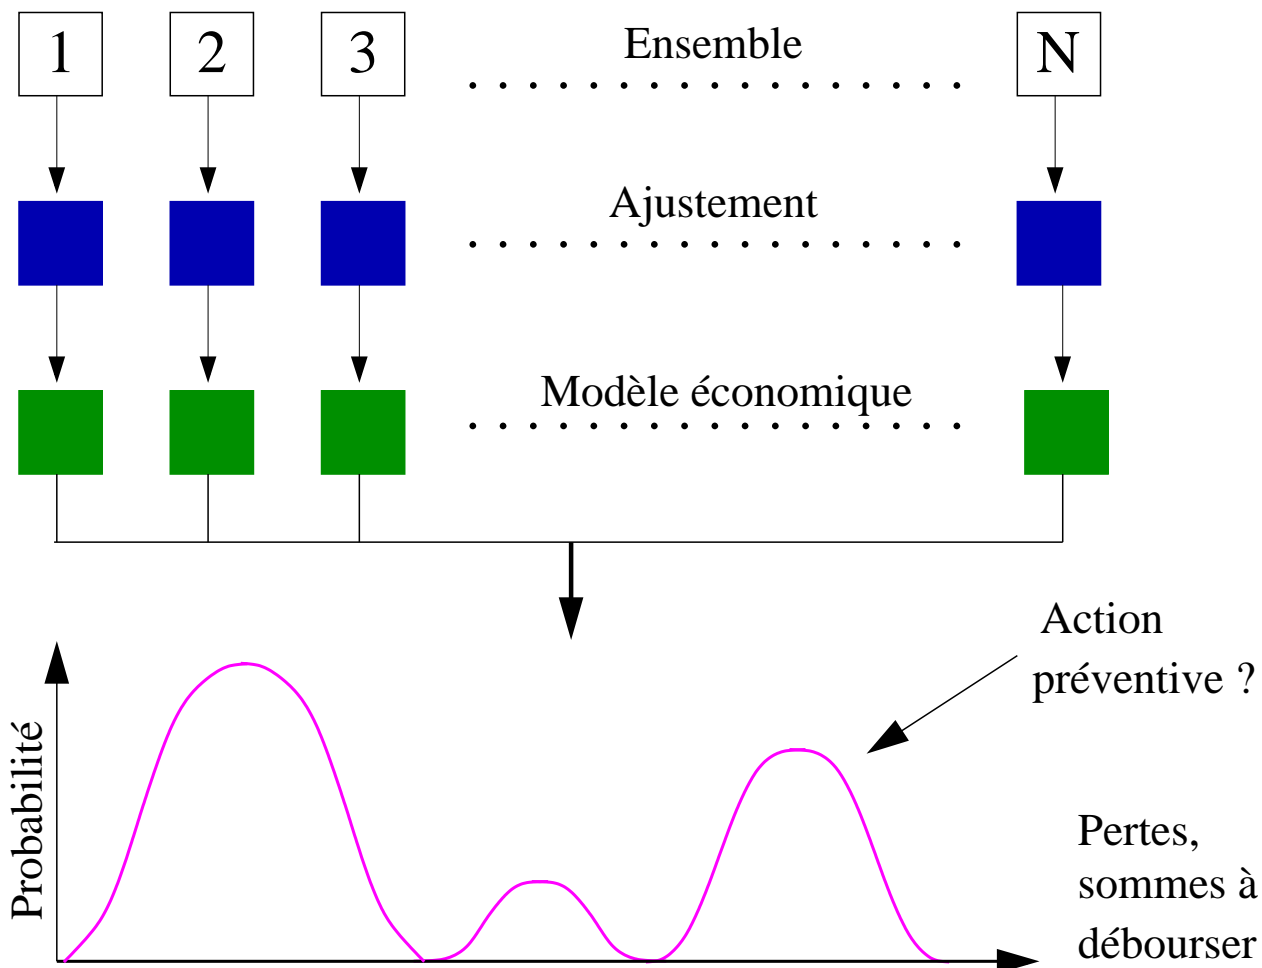 1 2 3 Ensemble N
Ajustement
Modèle économique
Action
préventive ?
Probabilité
Pertes,
sommes à
débourser